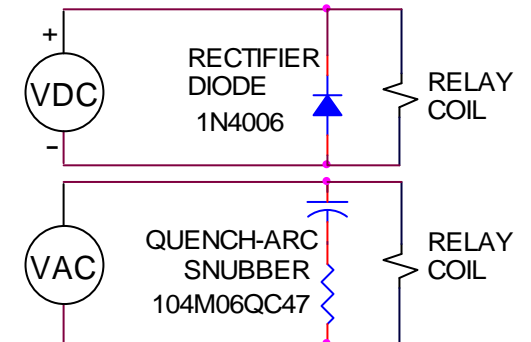 +
RECTIFIER
DIODE
1N4006
VDC
RELAY
COIL
-
QUENCH-ARC
SNUBBER
104M06QC47
VAC
RELAY
COIL